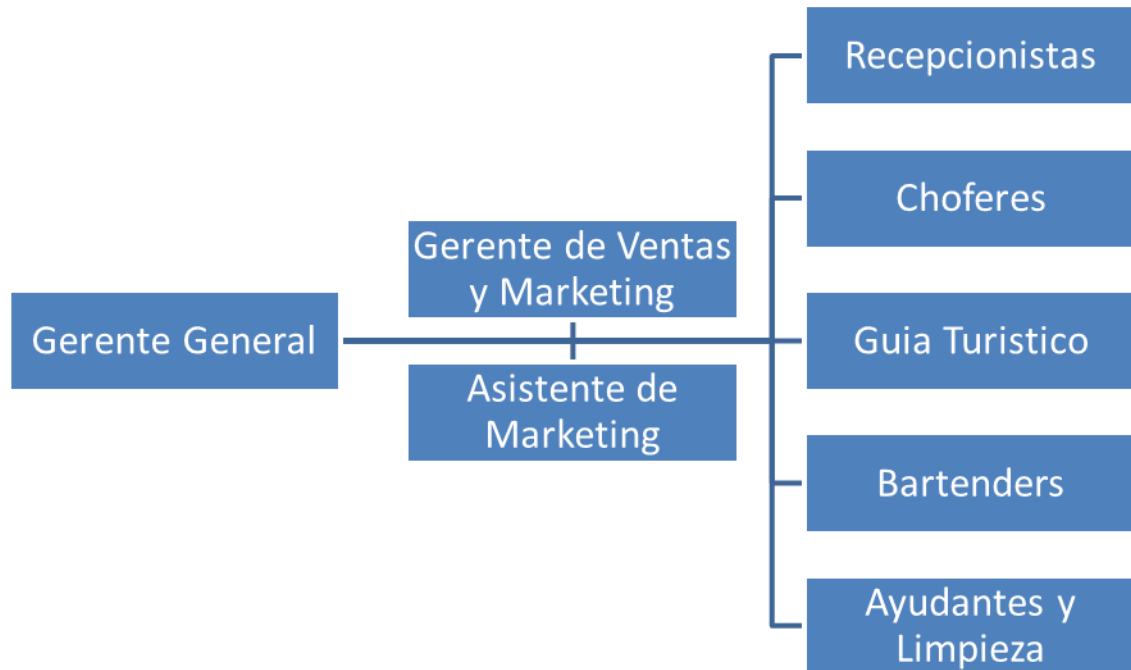 Gerente General
Gerente de Ventas
y Marketing
Asistente de
Marketing
Recepcionistas
Choferes
Guia Turistico
Bartenders
Ayudantes y
Limpieza